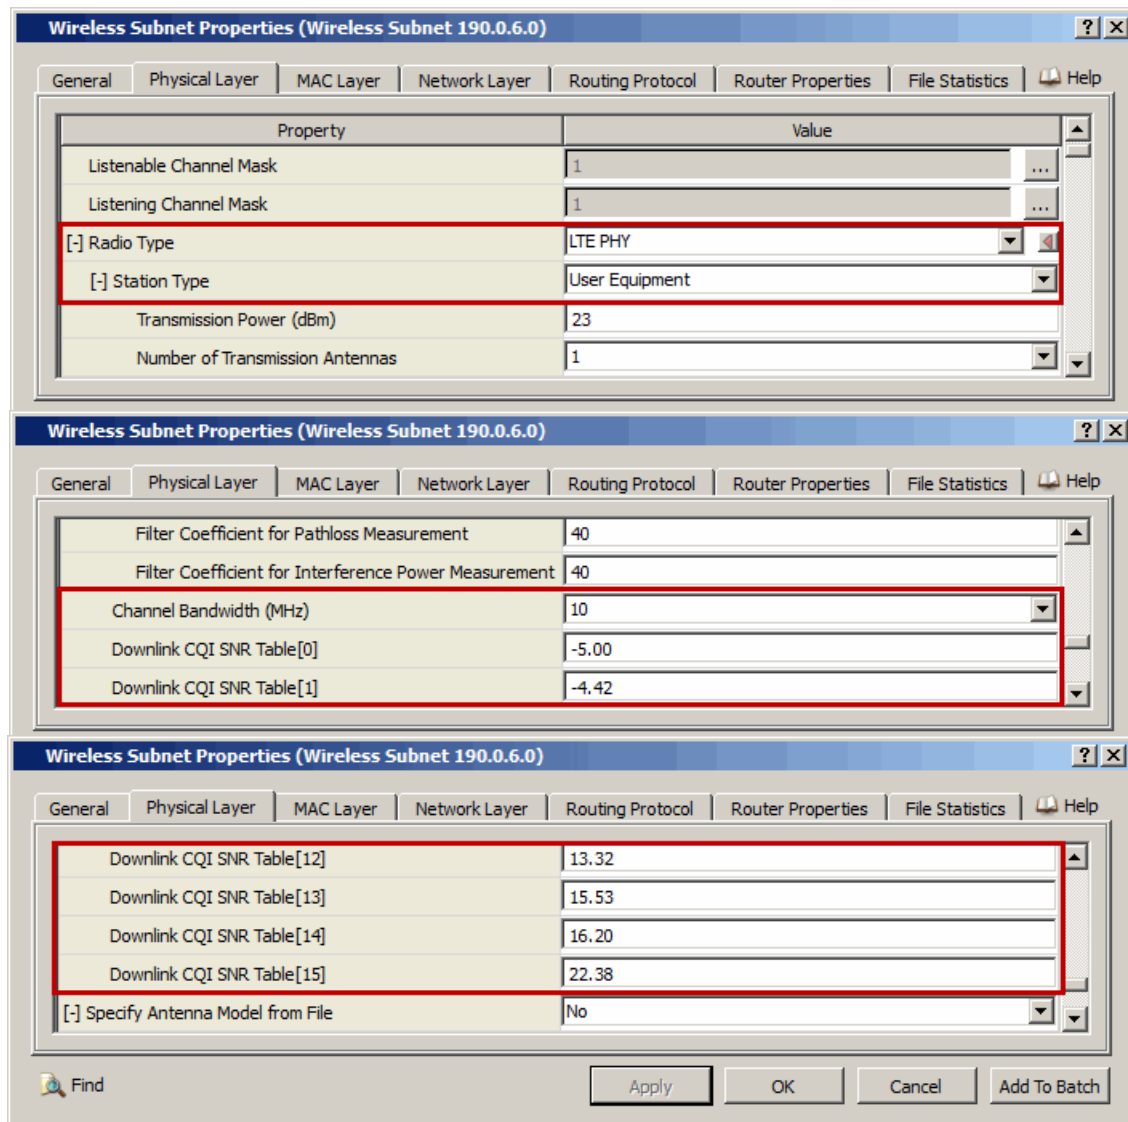 Wireless Subnet Properties (Wireless Subnet 190.0.6.0) ? X
General Physical Layer MAC Layer Network Layer Routing Protocol Router Properties File Statistics Help
Property Value
Listenable Channel Mask 1 ...
Listening Channel Mask 1 ...
[-] Radio Type LTE PHY
[-] Station Type User Equipment
Transmission Power (dBm) 23
Number of Transmission Antennas 1
Wireless Subnet Properties (Wireless Subnet 190.0.6.0) ? X
General Physical Layer MAC Layer Network Layer Routing Protocol Router Properties File Statistics Help
Filter Coefficient for Pathloss Measurement 40
Filter Coefficient for Interference Power Measurement 40
Channel Bandwidth (MHz) 10
Downlink CQI SNR Table[0] -5.00
Downlink CQI SNR Table[1] -4.42
Wireless Subnet Properties (Wireless Subnet 190.0.6.0) ? X
General Physical Layer MAC Layer Network Layer Routing Protocol Router Properties File Statistics Help
Downlink CQI SNR Table[12] 13.32
Downlink CQI SNR Table[13] 15.53
Downlink CQI SNR Table[14] 16.20
Downlink CQI SNR Table[15] 22.38
[-] Specify Antenna Model from File No
Find Apply OK Cancel Add To Batch